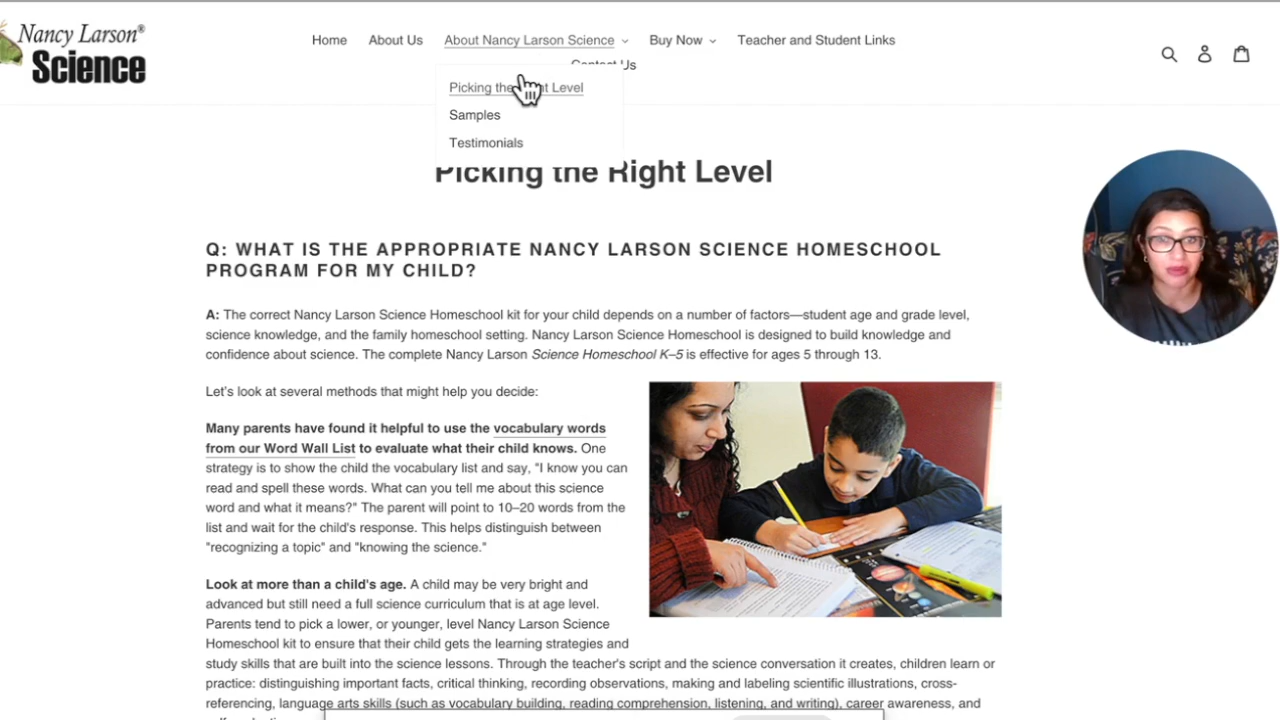 Nancy Larson®
Science
Home
About Us
About Nancy Larson Science
Buy Now
Teacher and Student Links
Contact Us
Picking the Right Level
Samples
Testimonials
Picking the Right Level
Q: WHAT IS THE APPROPRIATE NANCY LARSON SCIENCE HOMESCHOOL
PROGRAM FOR MY CHILD?
A: The correct Nancy Larson Science Homeschool kit for your child depends on a number of factors—student age and grade level,
science knowledge, and the family homeschool setting. Nancy Larson Science Homeschool is designed to build knowledge and
confidence about science. The complete Nancy Larson Science Homeschool K–5 is effective for ages 5 through 13.
Let's look at several methods that might help you decide:
Many parents have found it helpful to use the vocabulary words
from our Word Wall List to evaluate what their child knows. One
strategy is to show the child the vocabulary list and say, "I know you can
read and spell these words. What can you tell me about this science
word and what it means?" The parent will point to 10–20 words from the
list and wait for the child's response. This helps distinguish between
"recognizing a topic" and "knowing the science."
Look at more than a child's age. A child may be very bright and
advanced but still need a full science curriculum that is at age level.
Parents tend to pick a lower, or younger, level Nancy Larson Science
Homeschool kit to ensure that their child gets the learning strategies and
study skills that are built into the science lessons. Through the teacher's script and the science conversation it creates, children learn or
practice: distinguishing important facts, critical thinking, recording observations, making and labeling scientific illustrations, cross-
referencing, language arts skills (such as vocabulary building, reading comprehension, listening, and writing), career awareness, and